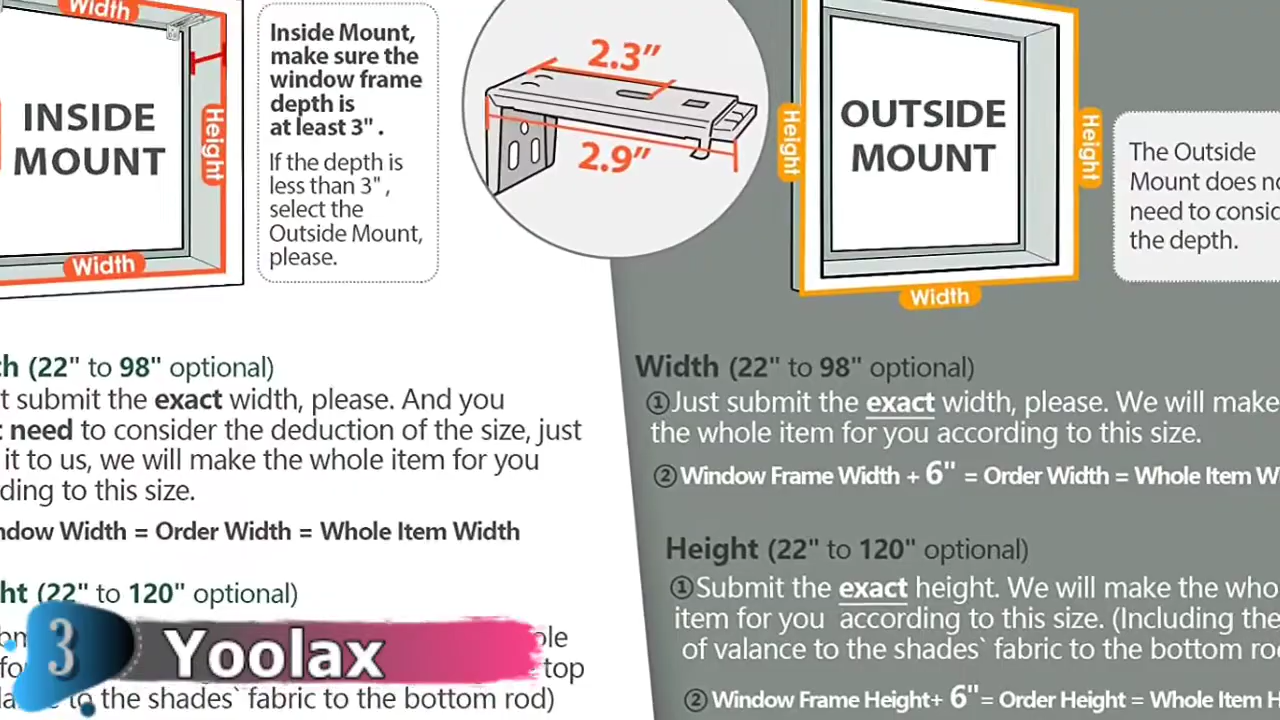 Width
INSIDE
MOUNT
Height
Width
Inside Mount,
make sure the
window frame
depth is
at least 3" .
If the depth is
less than 3" ,
select the
Outside Mount,
please.
2.3”
2.9”
Height
OUTSIDE
MOUNT
Height
Width
The Outside
Mount does no
need to consid
the depth.
th (22" to 98" optional)
t submit the exact width, please. And you
need to consider the deduction of the size, just
it to us, we will make the whole item for you
ding to this size.
ndow Width = Order Width = Whole Item Width
ht (22" to 120" optional)
ole
top
to the shades` fabric to the bottom rod)
Width (22" to 98" optional)
①Just submit the exact width, please. We will make
the whole item for you according to this size.
② Window Frame Width + 6" = Order Width = Whole Item W
Height (22" to 120" optional)
①Submit the exact height. We will make the who
item for you according to this size. (Including the
of valance to the shades` fabric to the bottom ro
② Window Frame Height+ 6"= Order Height = Whole Item H
3 Yoolax